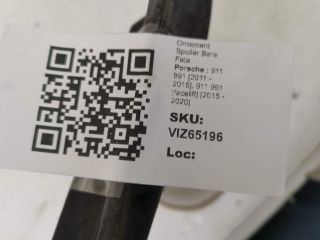 Ornament
Spoiler Bara
Fata
Porsche : 911
991 [2011 -
2015], 911 991
[facelift] [2015 -
2020]
SKU:
VIZ65196
Loc: